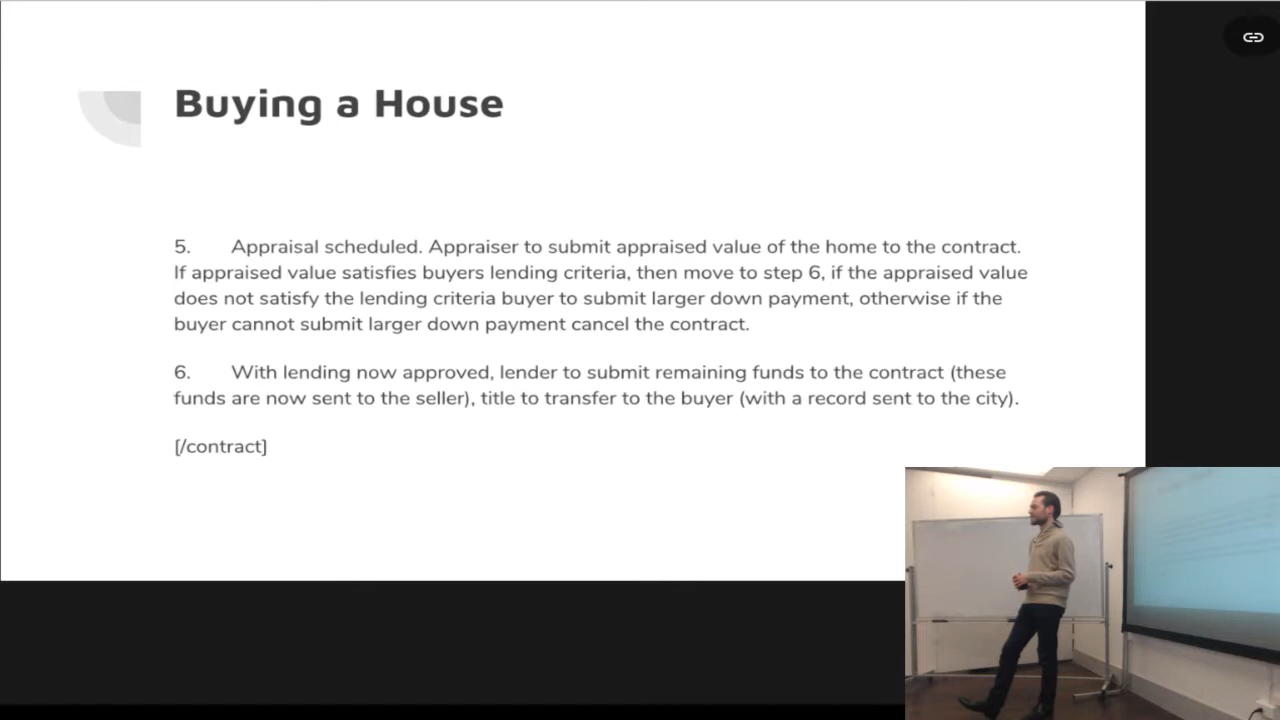 Buying a House
5. Appraisal scheduled. Appraiser to submit appraised value of the home to the contract.
If appraised value satisfies buyers lending criteria, then move to step 6, if the appraised value
does not satisfy the lending criteria buyer to submit larger down payment, otherwise if the
buyer cannot submit larger down payment cancel the contract.
6. With lending now approved, lender to submit remaining funds to the contract (these
funds are now sent to the seller), title to transfer to the buyer (with a record sent to the city).
[/contract]